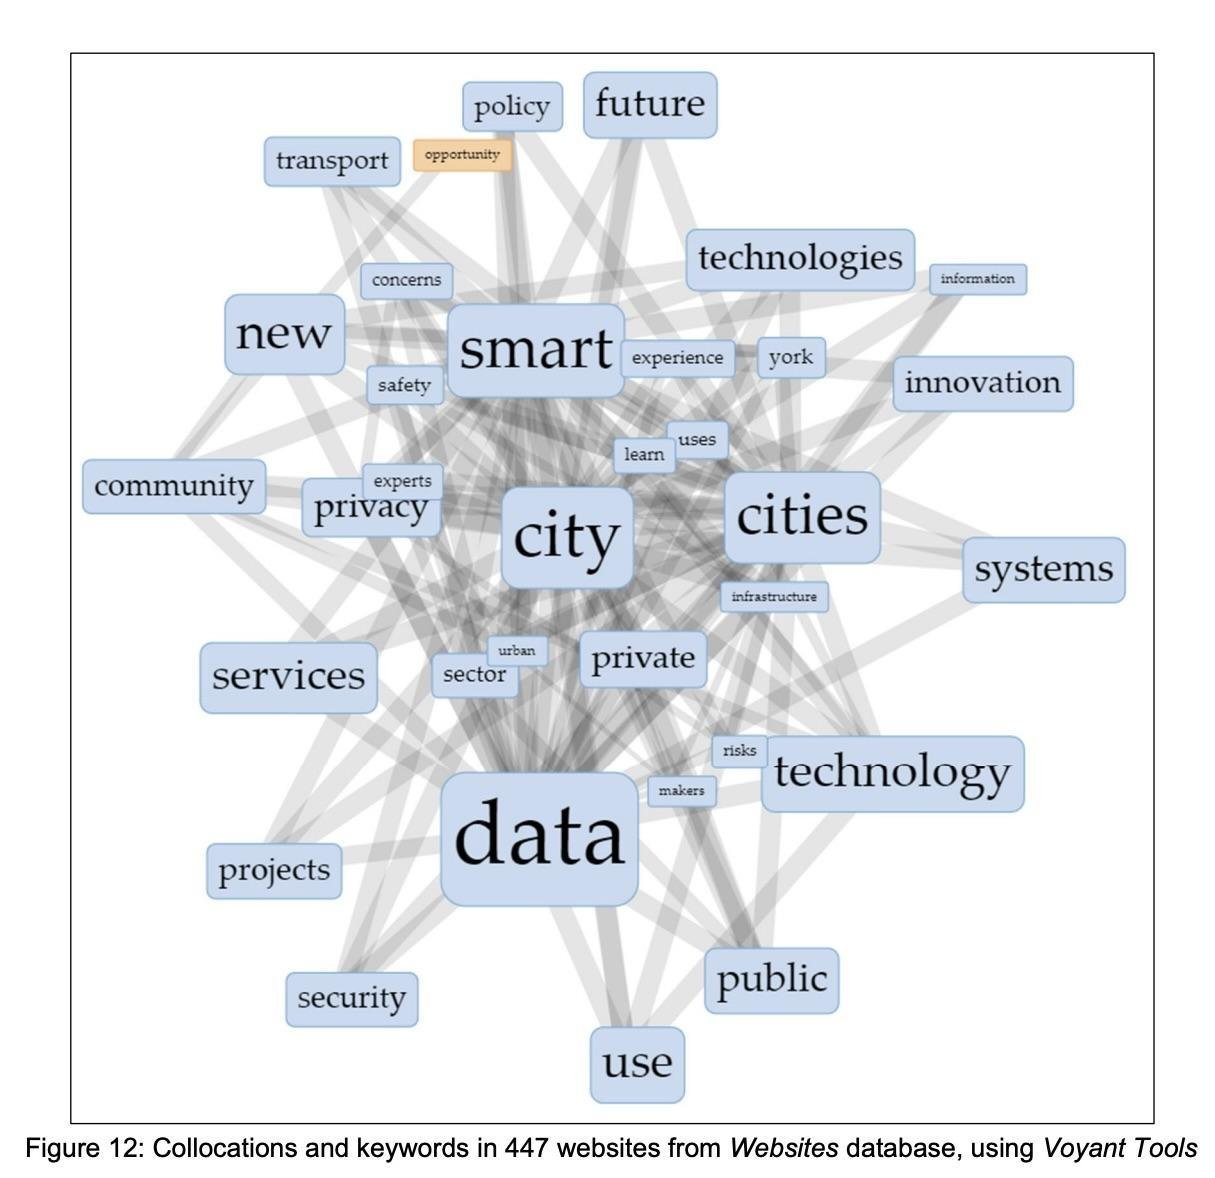 policy
future
transport
opportunity
technologies
concerns
information
new
smart
experience
york
safety
innovation
uses
learn
community
experts
privacy
city
cities
systems
infrastructure
urban
private
services
sector
risks
technology
makers
data
projects
public
security
use
Figure 12: Collocations and keywords in 447 websites from Websites database, using Voyant Tools